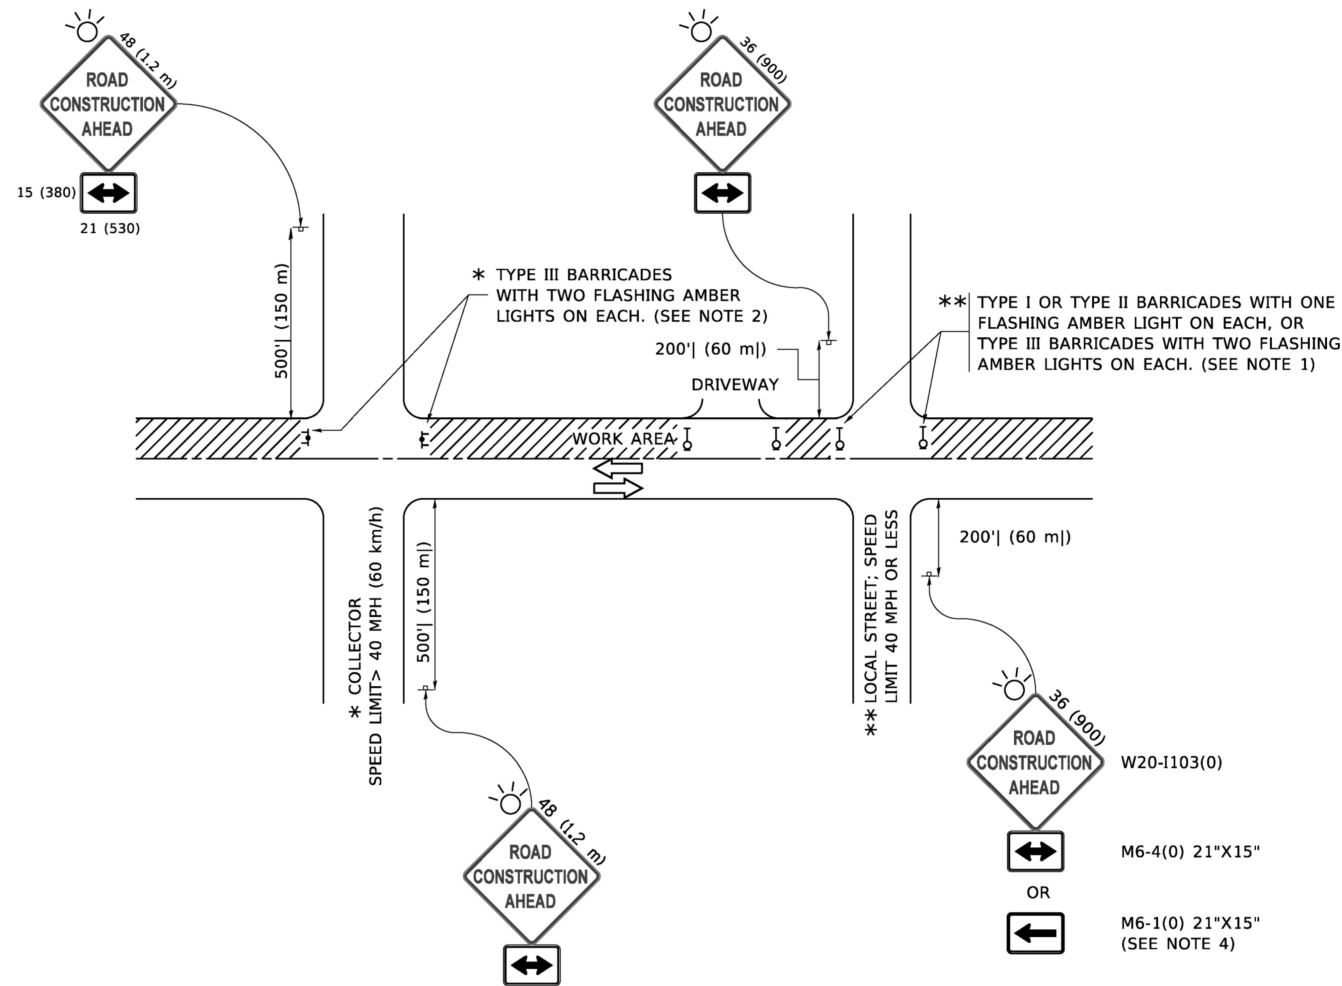 48 (1.2 m)
ROAD
CONSTRUCTION
AHEAD
15 (380)
21 (530)
36 (900)
ROAD
CONSTRUCTION
AHEAD
500'| (150 m)
* TYPE III BARRICADES
WITH TWO FLASHING AMBER
LIGHTS ON EACH. (SEE NOTE 2)
200'| (60 m|)
DRIVEWAY
** TYPE I OR TYPE II BARRICADES WITH ONE
FLASHING AMBER LIGHT ON EACH, OR
TYPE III BARRICADES WITH TWO FLASHING
AMBER LIGHTS ON EACH. (SEE NOTE 1)
WORK AREA
* COLLECTOR
SPEED LIMIT> 40 MPH (60 km/h)
500'| (150 m|)
** LOCAL STREET; SPEED
LIMIT 40 MPH OR LESS
200'| (60 m|)
48 (1.2 m)
ROAD
CONSTRUCTION
AHEAD
36 (900)
ROAD
CONSTRUCTION
AHEAD
W20-I103(0)
M6-4(0) 21"X15"
OR
M6-1(0) 21"X15"
(SEE NOTE 4)